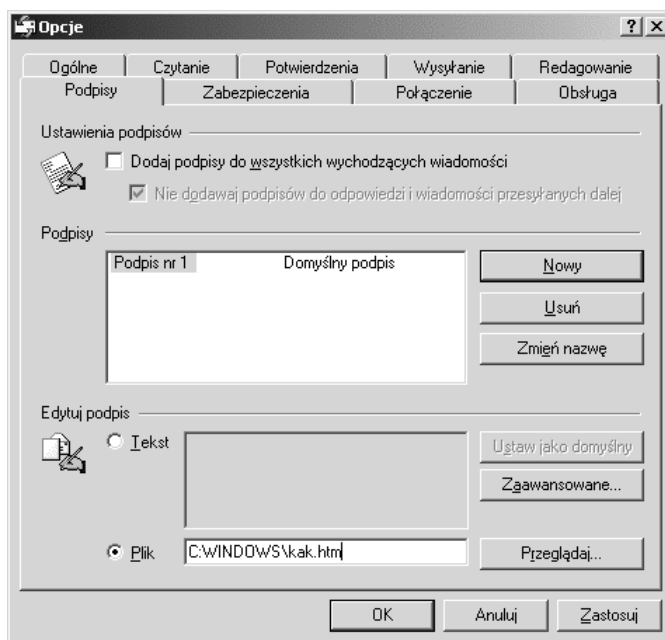 Opcje
Ogólne Czytanie Potwierdzenia Wysyłanie Redagowanie
Podpisy Zabezpieczenia Połączenie Obsługa
Ustawienia podpisów
Dodaj podpisy do wszystkich wychodzących wiadomości
Nie dodawaj podpisów do odpowiedzi i wiadomości przesyłanych dalej
Podpisy
Podpis nr 1 Domyślny podpis
Nowy
Usuń
Zmień nazwę
Edytuj podpis
Tekst
Ustaw jako domyślny
Zaawansowane...
Plik C:WINDOWS\kak.htm Przeglądaj...
OK Anuluj Zastosuj